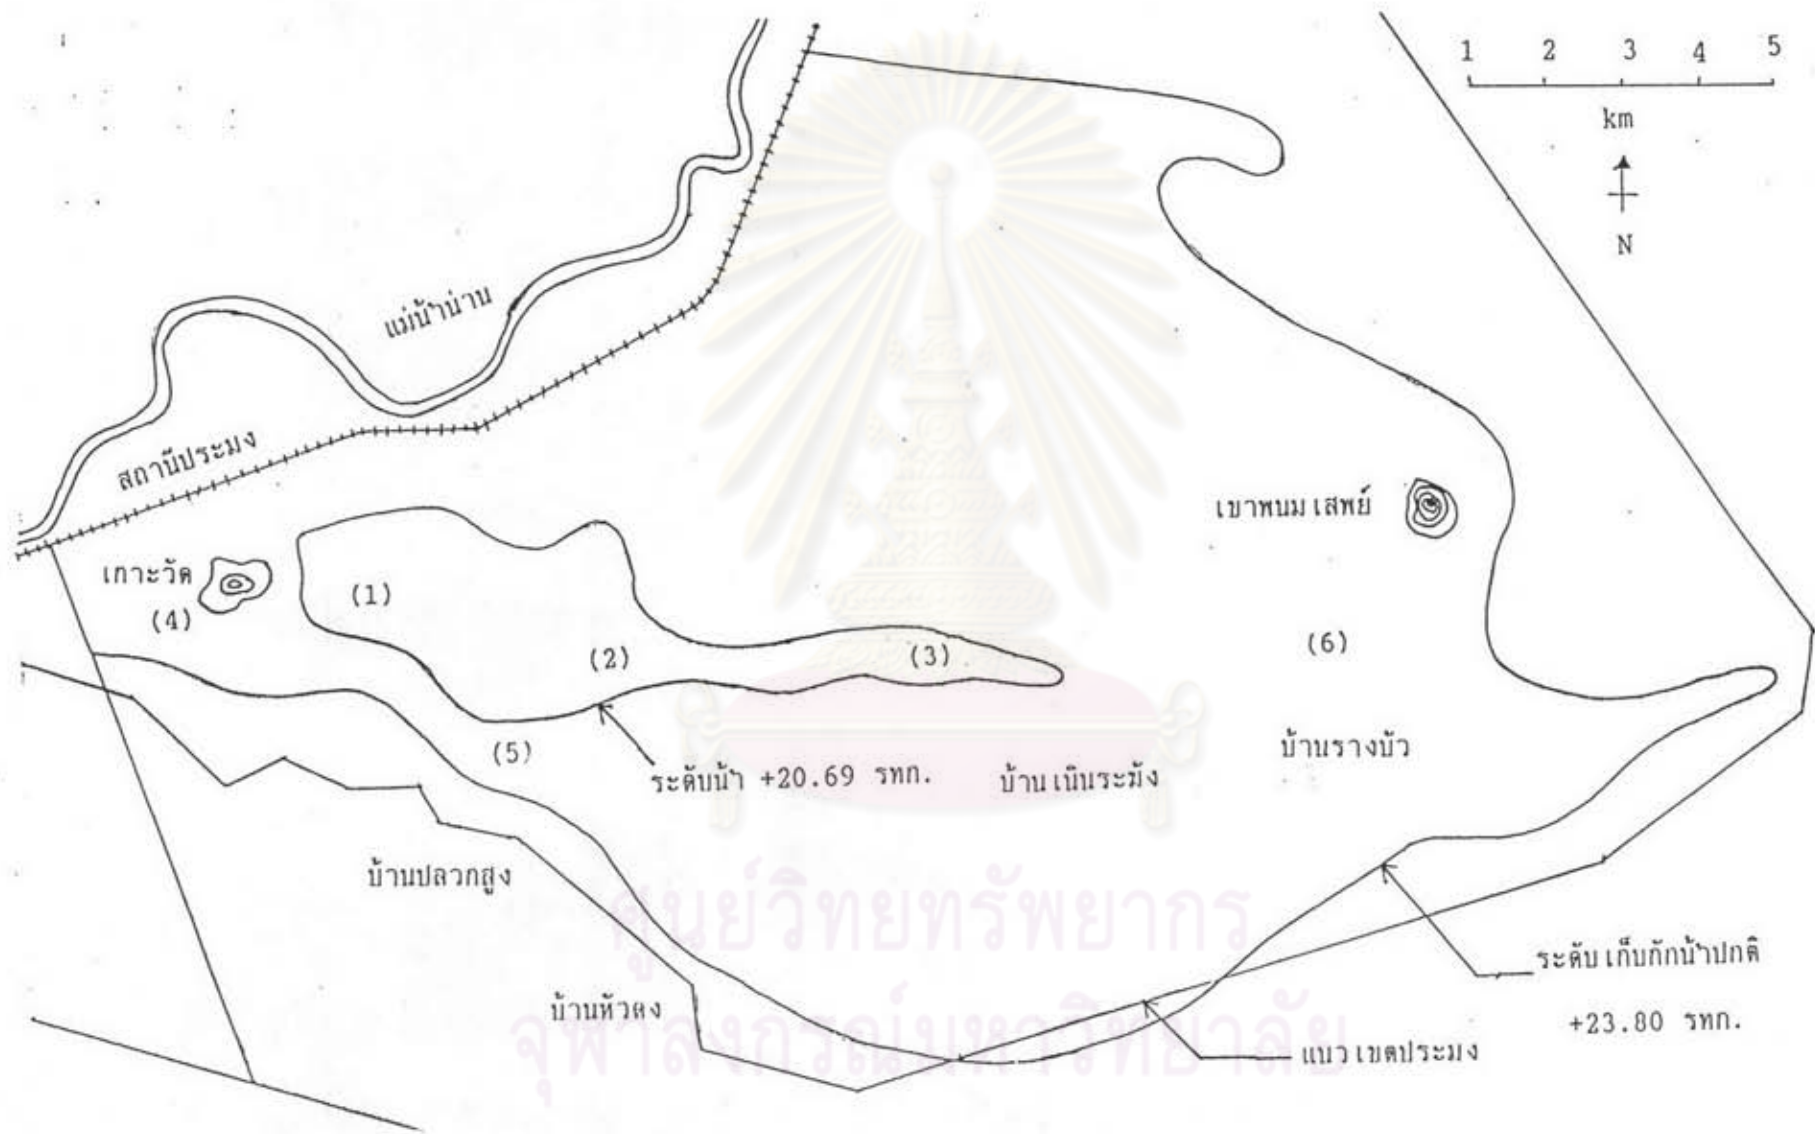 1 2 3 4 5
km
N
แม่น้ำน่าน
สถานีประมง
เขาพนมเสพย์
เกาะวัด
(1)
(4)
(2)
(3)
(6)
(5)
ระดับน้ำ +20.69 รทก.
บ้านเนินระฆัง
บ้านรางบัว
บ้านปลวกสูง
ศูนย์วิทยทรัพยากร
ระดับเก็บกักน้ำปกติ
+23.80 รทก.
บ้านหัวดง
จุฬาลงกรณ์มหาวิทยาลัย
แนวเขตประมง